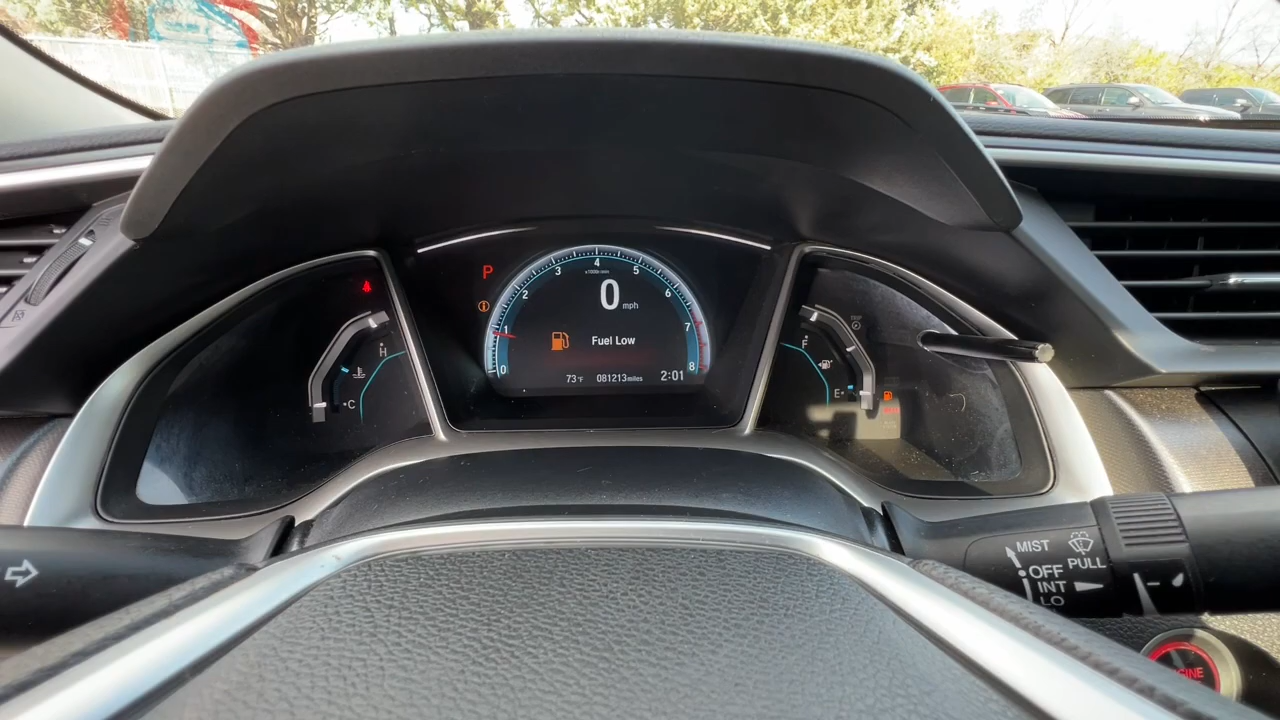 P
0 1 2 3 4 5 6 7 8
x1000r/min
0 mph
Fuel Low
73°F 081213miles 2:01
H
C
TRIP
F
E
MIST
OFF
PULL
INT
LO